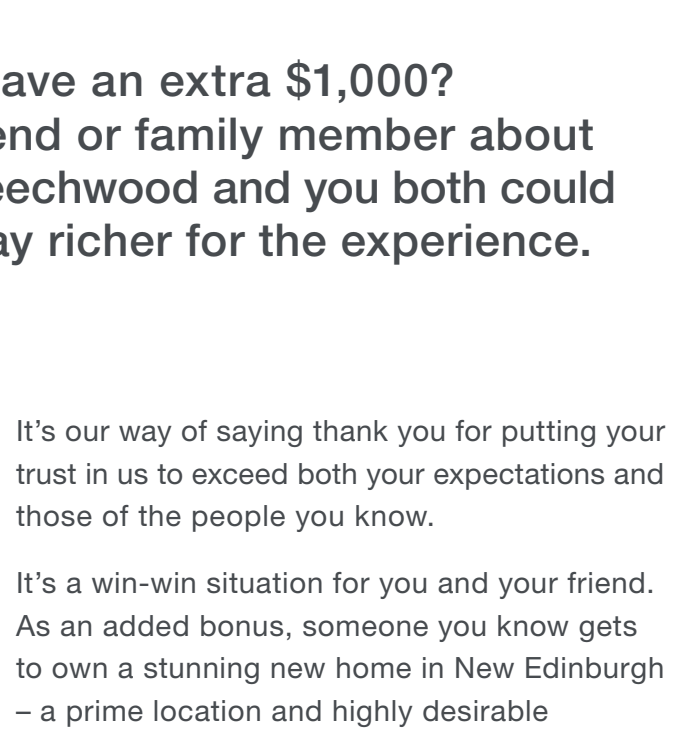 ave an extra $1,000?
end or family member about
eechwood and you both could
ay richer for the experience.
It’s our way of saying thank you for putting your
trust in us to exceed both your expectations and
those of the people you know.
It’s a win-win situation for you and your friend.
As an added bonus, someone you know gets
to own a stunning new home in New Edinburgh
– a prime location and highly desirable